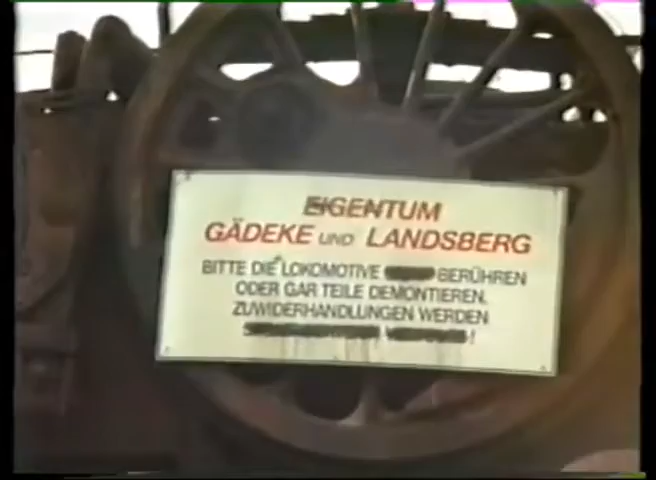 EIGENTUM
GÄDEKE UND LANDSBERG
BITTE DIE LOKOMOTIVE BERÜHREN
ODER GAR TEILE DEMONTIEREN.
ZUWIDERHANDLUNGEN WERDEN
!